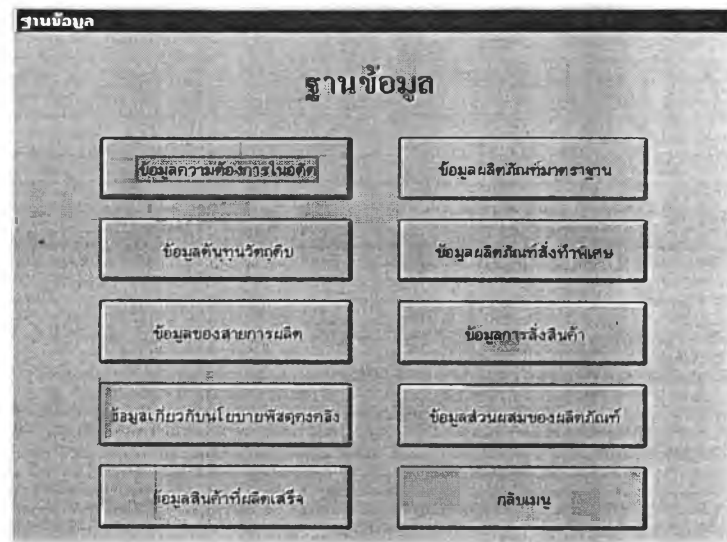 ฐานข้อมูล
ฐานข้อมูล
ข้อมูลความต้องการในอดีต
ข้อมูลผลิตภัณฑ์มาตราฐาน
ข้อมูลต้นทุนวัตถุดิบ
ข้อมูลผลิตภัณฑ์สั่งทำพิเศษ
ข้อมูลของสายการผลิต
ข้อมูลการสั่งสินค้า
ข้อมูลเกี่ยวกับนโยบายพัสดุคงคลัง
ข้อมูลส่วนผสมของผลิตภัณฑ์
ข้อมูลสินค้าที่ผลิตเสร็จ
กลับเมนู